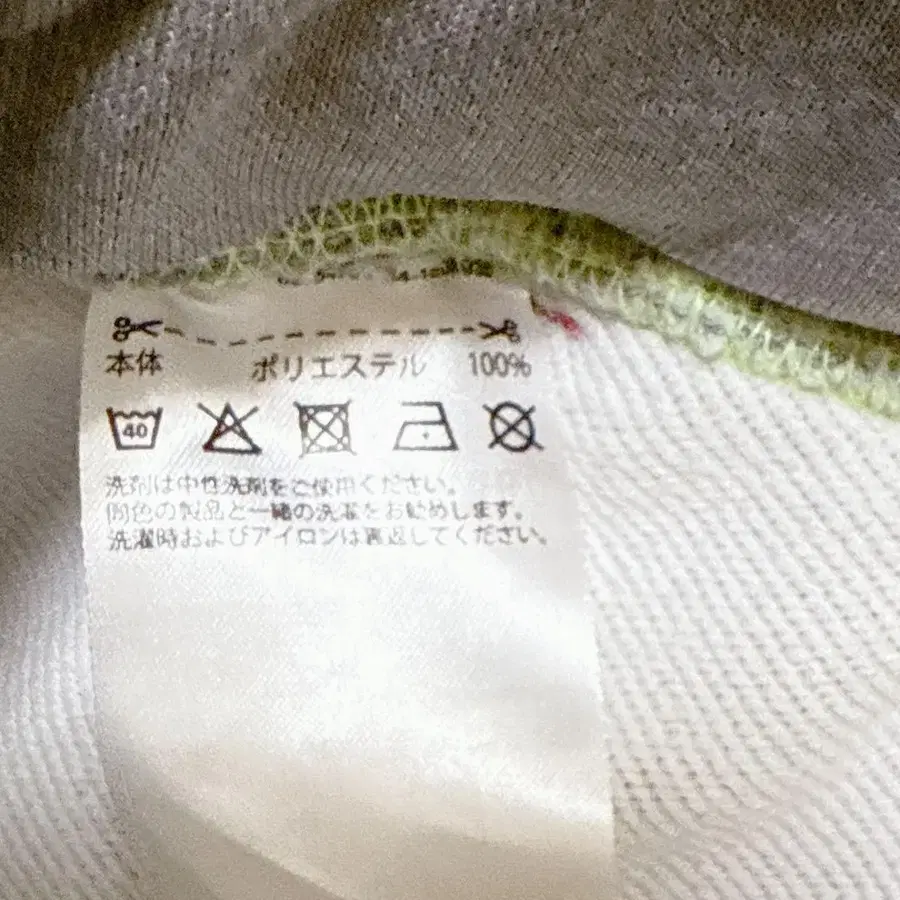 本体 ポリエステル 100%
40
洗剤は中性洗剤をご使用ください。
同色の製品と一緒の洗濯をお勧めします。
洗濯時およびアイロンは裏返してください。